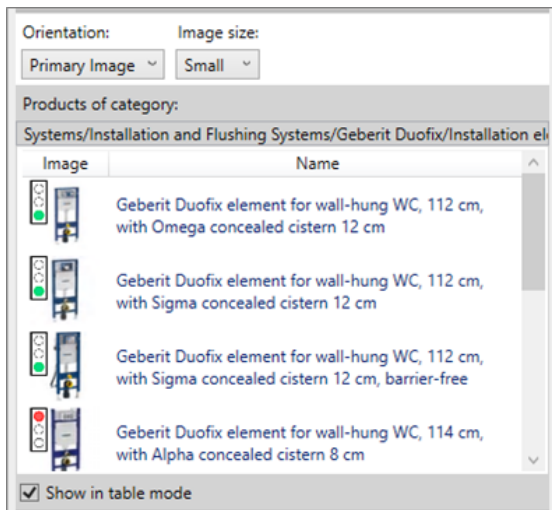 Orientation: Image size:
Primary Image Small
Products of category:
Systems/Installation and Flushing Systems/Geberit Duofix/Installation el
Image Name
Geberit Duofix element for wall-hung WC, 112 cm,
with Omega concealed cistern 12 cm
Geberit Duofix element for wall-hung WC, 112 cm,
with Sigma concealed cistern 12 cm
Geberit Duofix element for wall-hung WC, 112 cm,
with Sigma concealed cistern 12 cm, barrier-free
Geberit Duofix element for wall-hung WC, 114 cm,
with Alpha concealed cistern 8 cm
Show in table mode